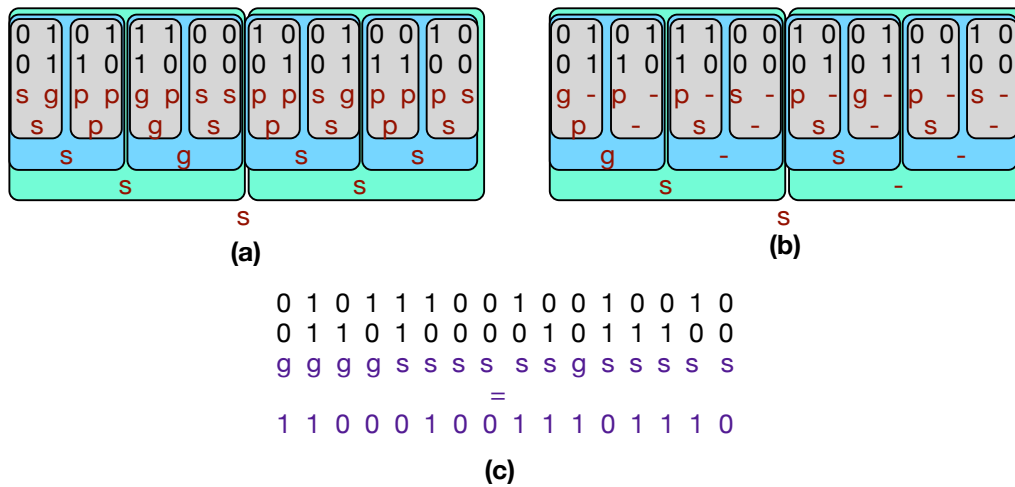 0 1 0 1 1 1 0 0 1 0 0 1 0 0 1 0
0 1 1 0 1 0 0 0 0 1 0 1 1 1 0 0
s g p p g p s s p p s g p p p s
s p g s p s p s
s g s s
s s
s
(a)
0 1 0 1 1 1 0 0 1 0 0 1 0 0 1 0
0 1 1 0 1 0 0 0 0 1 0 1 1 1 0 0
g - p - p - s - p - g - p - s -
p - s - s - s -
g - s -
s -
s
(b)
0 1 0 1 1 1 0 0 1 0 0 1 0 0 1 0
0 1 1 0 1 0 0 0 0 1 0 1 1 1 0 0
g g g g s s s s s s g s s s s s
=
1 1 0 0 0 1 0 0 1 1 1 0 1 1 1 0
(c)